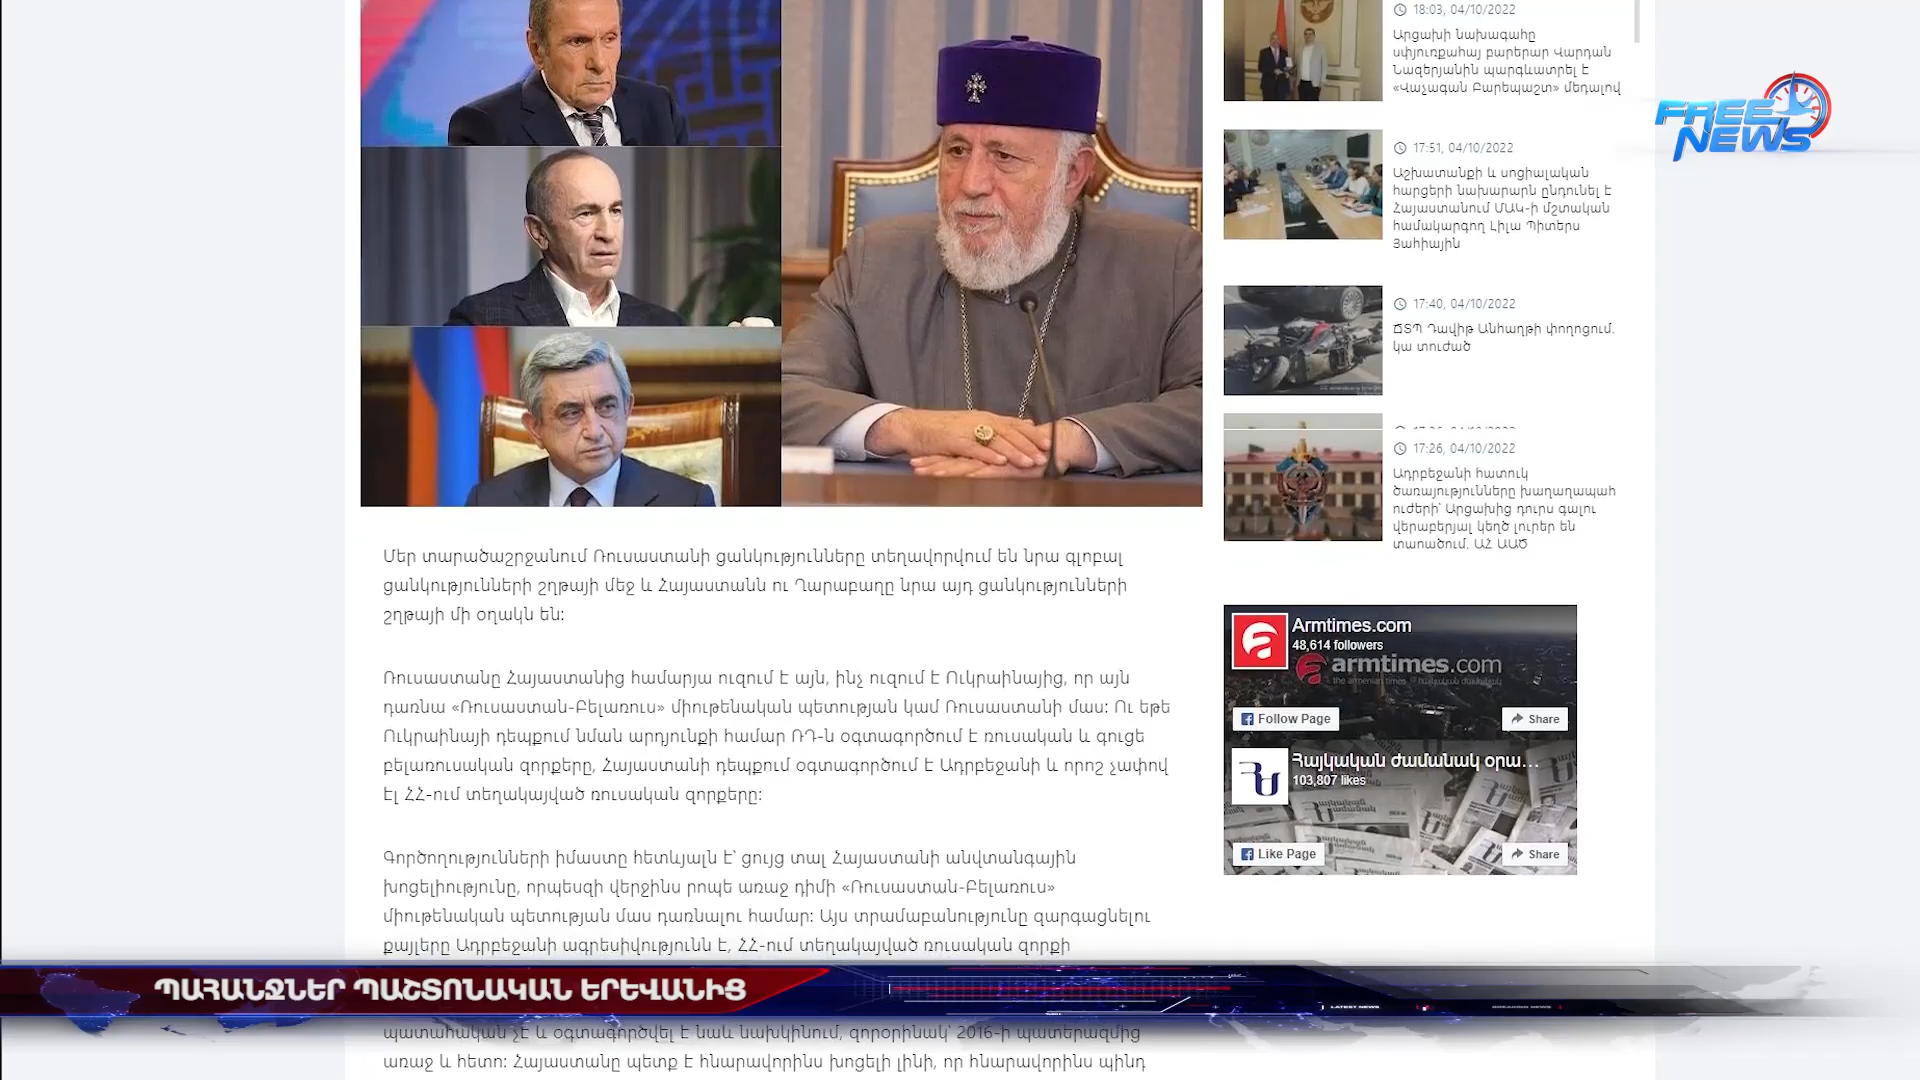 18:03, 04/10/2022
Արցախի նախագահը
սփյուռքահայ բարերար Վարդան
Նազերյանին պարգևատրել է
«Վաչագան Բարեպաշտ» մեդալով
FREE
NEWS
17:51, 04/10/2022
Աշխատանքի և սոցիալական
հարցերի նախարարն ընդունել է
Հայաստանում ՄԱԿ-ի մշտական
համակարգող Լիլա Պիտերս
Յահիային
17:40, 04/10/2022
ՃՏՊ Դավիթ Անհաղթի փողոցում.
կա տուժած
17:26, 04/10/2022
Ադրբեջանի հատուկ
ծառայությունները խաղաղապահ
ուժերի՝ Արցախից դուրս գալու
վերաբերյալ կեղծ լուրեր են
տարածում. ԱՀ ԱԱԾ
Մեր տարածաշրջանում Ռուսաստանի ցանկությունները տեղավորվում են նրա գլոբալ
ցանկությունների շղթայի մեջ և Հայաստանն ու Ղարաբաղը նրա այդ ցանկությունների
շղթայի մի օղակն են:
Ռուսաստանը Հայաստանից համարյա ուզում է այն, ինչ ուզում է Ուկրաինայից, որ այն
դառնա «Ռուսաստան-Բելառուս» միութենական պետության կամ Ռուսաստանի մաս: Ու եթե
Ուկրաինայի դեպքում նման արդյունքի համար ՌԴ-ն օգտագործում է ռուսական և գուցե
բելառուսական զորքերը, Հայաստանի դեպքում օգտագործում է Ադրբեջանի և որոշ չափով
էլ ՀՀ-ում տեղակայված ռուսական զորքերը:
Գործողությունների իմաստը հետևյալն է՝ ցույց տալ Հայաստանի անվտանգային
խոցելիությունը, որպեսզի վերջինս րոպե առաջ դիմի «Ռուսաստան-Բելառուս»
միութենական պետության մաս դառնալու համար: Այս տրամաբանությունը զարգացնելու
քայլերը Ադրբեջանի ագրեսիվությունն է, ՀՀ-ում տեղակայված ռուսական զորքի
Armtimes.com
48,614 followers
armtimes.com
Follow Page
Share
Հայկական ժամանակ օրա...
103,807 likes
Like Page
Share
ՊԱՀԱՆՋՆԵՐ ՊԱՇՏՈՆԱԿԱՆ ԵՐԵՎԱՆԻՑ
LATEST NEWS
BREAKING NEWS
պատահական չէ և օգտագործվել է նաև նախկինում, զորօրինակ՝ 2016-ի պատերազմից
առաջ և հետո: Հայաստանը պետք է հնարավորինս խոցելի լինի, որ հնարավորինս պինդ